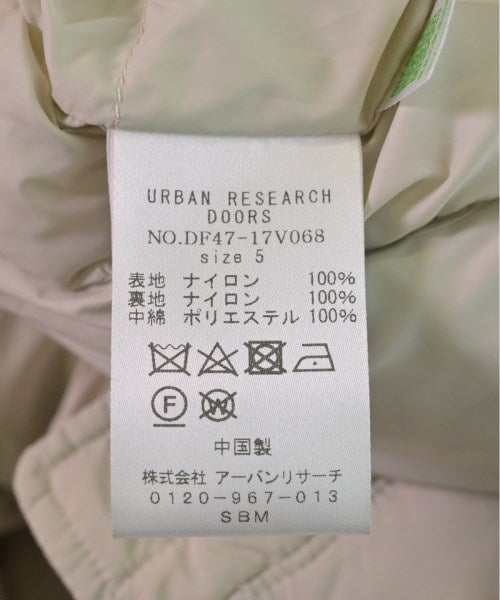 URBAN RESEARCH
DOORS
NO.DF47-17V068
size 5
表地 ナイロン 100%
裏地 ナイロン 100%
中綿 ポリエステル 100%
F W
中国製
株式会社 アーバンリサーチ
0120-967-013
SBM